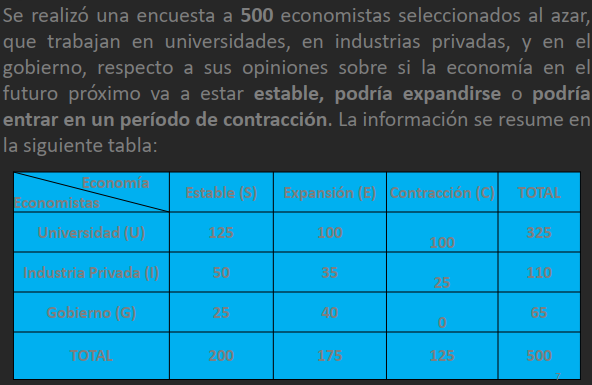 Se realizó una encuesta a 500 economistas seleccionados al azar,
que trabajan en universidades, en industrias privadas, y en el
gobierno, respecto a sus opiniones sobre si la economía en el
futuro próximo va a estar estable, podría expandirse o podría
entrar en un período de contracción. La información se resume en
la siguiente tabla:
Economía
Economistas Estable (S) Expansión (E) Contracción (C) TOTAL
Universidad (U) 125 100 100 325
Industria Privada (I) 50 35 25 110
Gobierno (G) 25 40 0 65
TOTAL 200 175 125 500